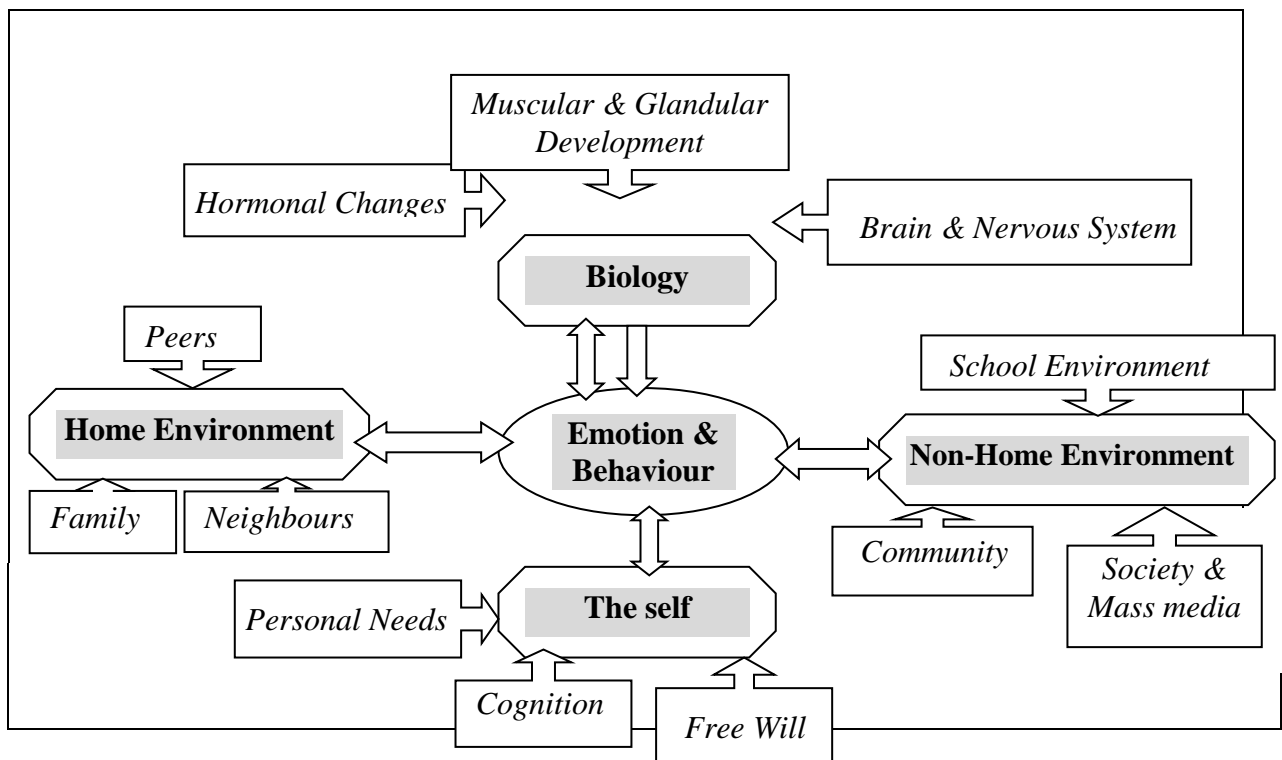 Muscular & Glandular
Development
Hormonal Changes
Brain & Nervous System
Biology
Peers
School Environment
Home Environment
Emotion &
Behaviour
Non-Home Environment
Family
Neighbours
Community
Society &
Mass media
The self
Personal Needs
Cognition
Free Will